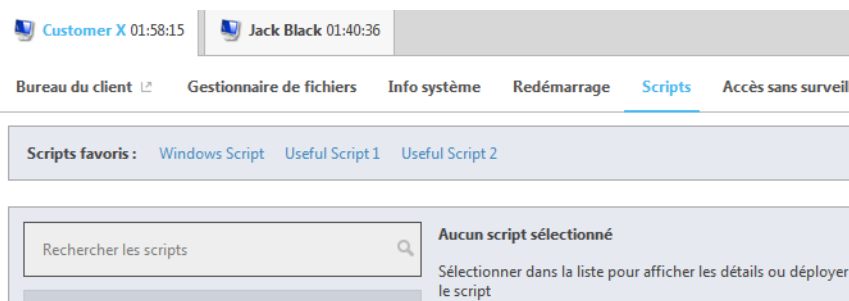 Customer X 01:58:15 Jack Black 01:40:36
Bureau du client Gestionnaire de fichiers Info système Redémarrage Scripts Accès sans surveil
Scripts favoris : Windows Script Useful Script 1 Useful Script 2
Rechercher les scripts
Aucun script sélectionné
Sélectionner dans la liste pour afficher les détails ou déployer
le script